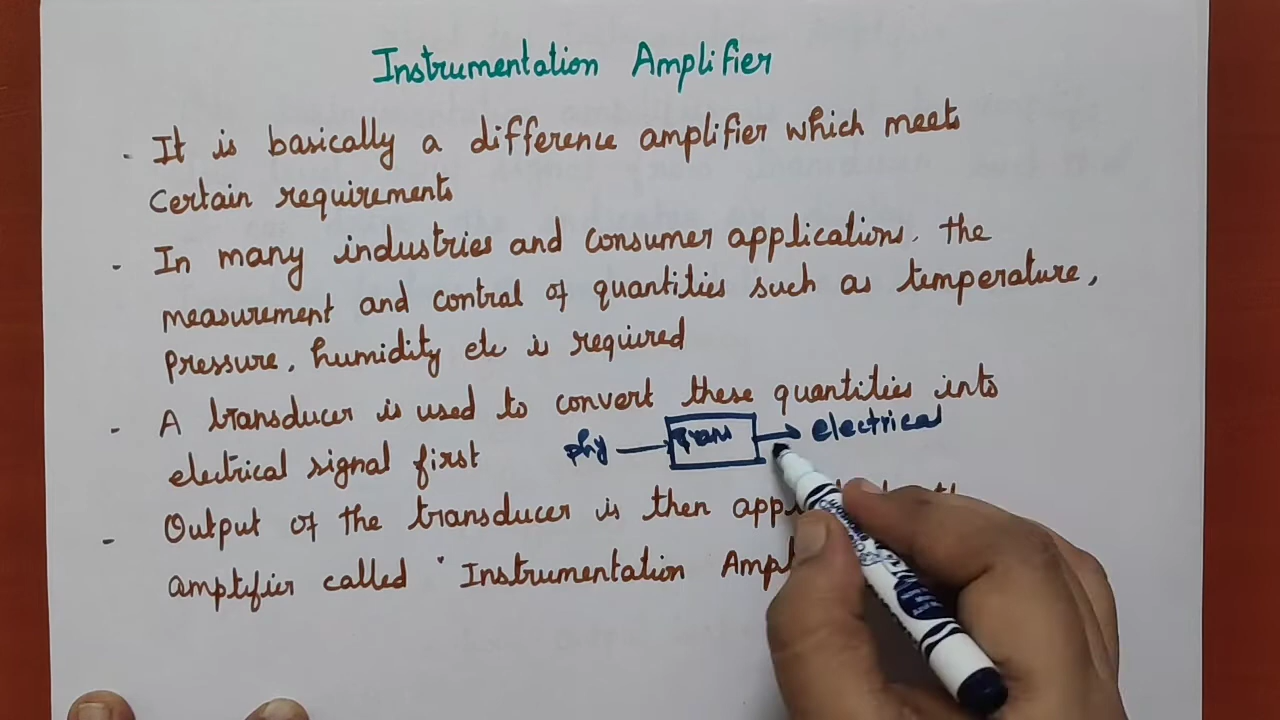 Instrumentation Amplifier
- It is basically a difference amplifier which meets
certain requirements
- In many industries and consumer applications, the
measurement and control of quantities such as temperature,
pressure, humidity etc is required
- A transducer is used to convert these quantities into
electrical signal first
phy trans electrical
- Output of the transducer is then
amplifier called "Instrumentation